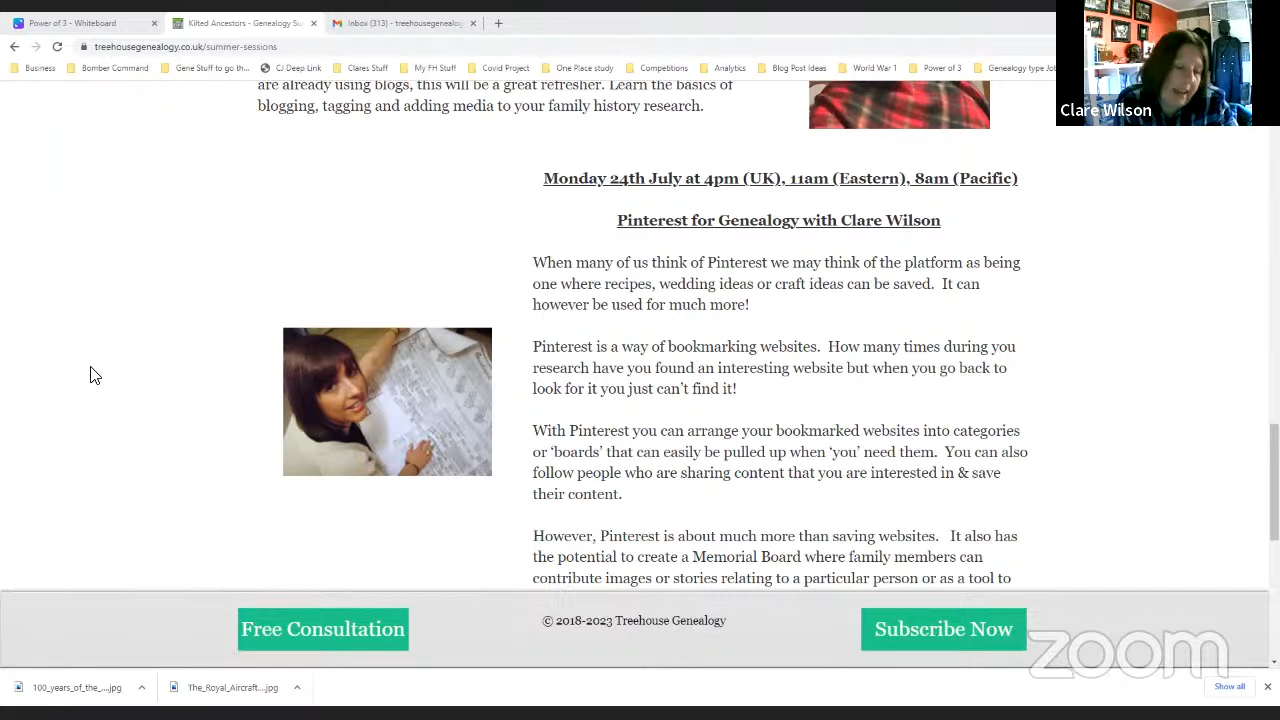 Power of 3 - Whiteboard
Kilted Ancestors - Genealogy Su
Inbox (313) - treehousegenealog
treehousegenealogy.co.uk/summer-sessions
Business
Bomber Command
Gene Stuff to go th...
CJ Deep Link
Clares Stuff
My FH Stuff
Covid Project
One Place study
Competitions
Analytics
Blog Post Ideas
World War 1
Power of 3
Genealogy type Job
Clare Wilson
are already using blogs, this will be a great refresher. Learn the basics of
blogging, tagging and adding media to your family history research.
Monday 24th July at 4pm (UK), 11am (Eastern), 8am (Pacific)
Pinterest for Genealogy with Clare Wilson
When many of us think of Pinterest we may think of the platform as being
one where recipes, wedding ideas or craft ideas can be saved. It can
however be used for much more!
Pinterest is a way of bookmarking websites. How many times during you
research have you found an interesting website but when you go back to
look for it you just can't find it!
With Pinterest you can arrange your bookmarked websites into categories
or 'boards' that can easily be pulled up when 'you' need them. You can also
follow people who are sharing content that you are interested in & save
their content.
However, Pinterest is about much more than saving websites. It also has
the potential to create a Memorial Board where family members can
contribute images or stories relating to a particular person or as a tool to
Free Consultation
© 2018-2023 Treehouse Genealogy
Subscribe Now
zoom
100_years_of_the_....jpg
The_Royal_Aircraft....jpg
Show all